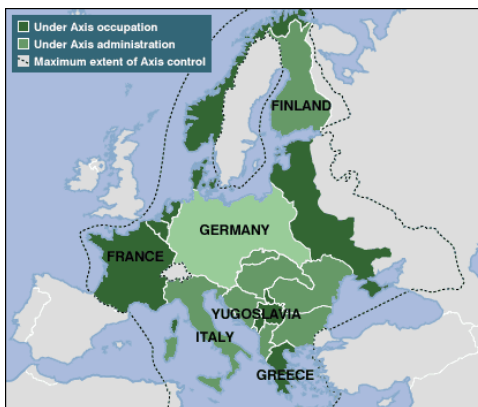 Under Axis occupation
Under Axis administration
Maximum extent of Axis control
FINLAND
GERMANY
FRANCE
YUGOSLAVIA
ITALY
GREECE